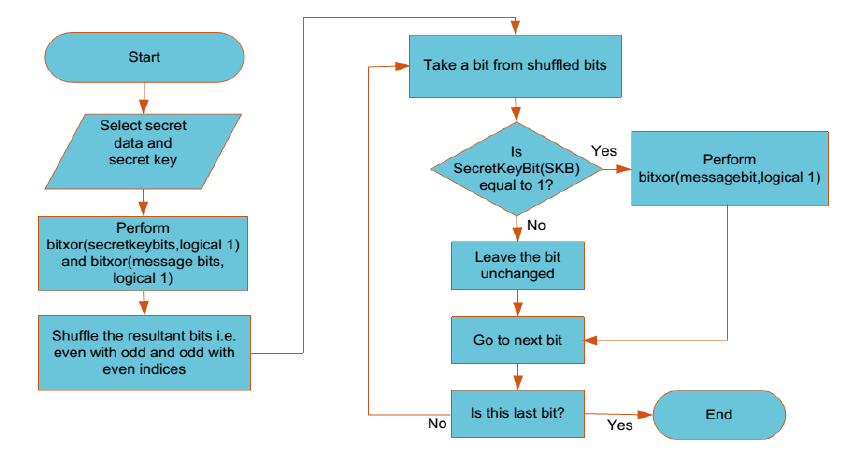 Start
Select secret
data and
secret key
Perform
bitxor(secretkeybits,logical 1)
and bitxor(message bits,
logical 1)
Shuffle the resultant bits i.e.
even with odd and odd with
even indices
Take a bit from shuffled bits
Is
SecretKeyBit(SKB)
equal to 1?
Yes
Perform
bitxor(messagebit,logical 1)
No
Leave the bit
unchanged
Go to next bit
Is this last bit?
No
Yes
End